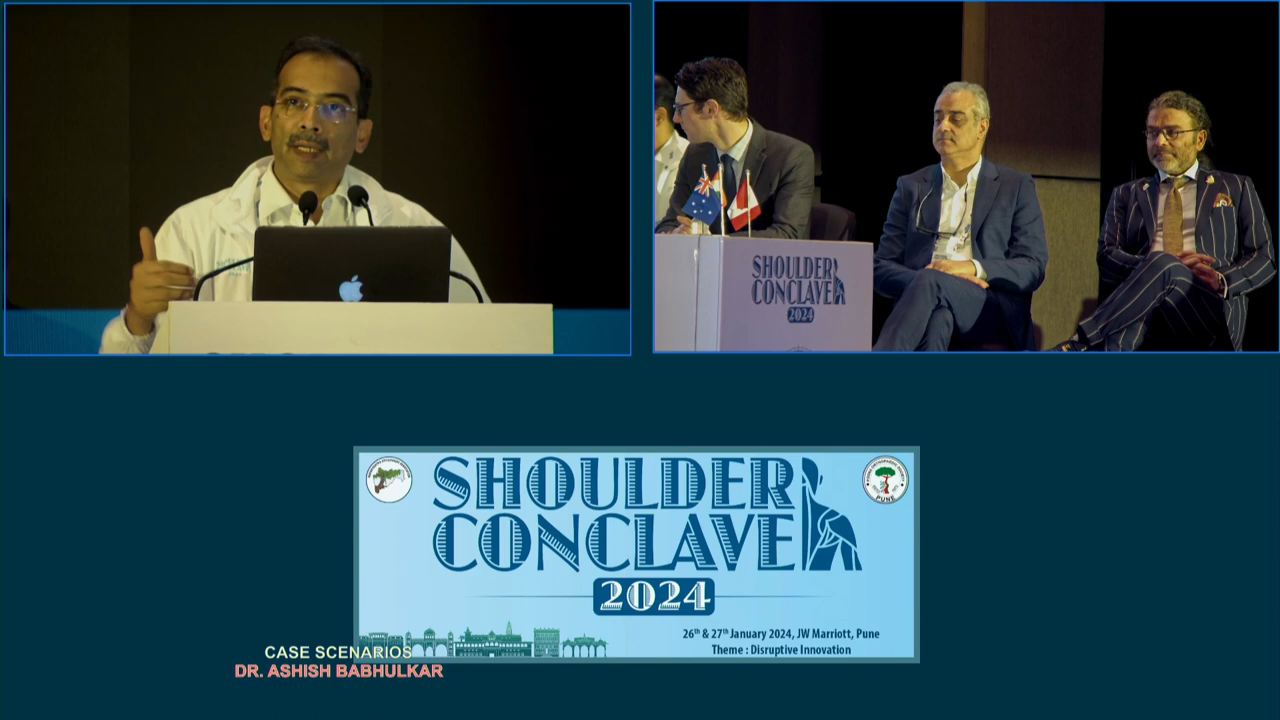 SHOULDER
CONCLAVE
2024
SHOULDER
CONCLAVE
2024
PUNE
26th & 27th January 2024, JW Marriott, Pune
Theme : Disruptive Innovation
CASE SCENARIOS
DR. ASHISH BABHULKAR